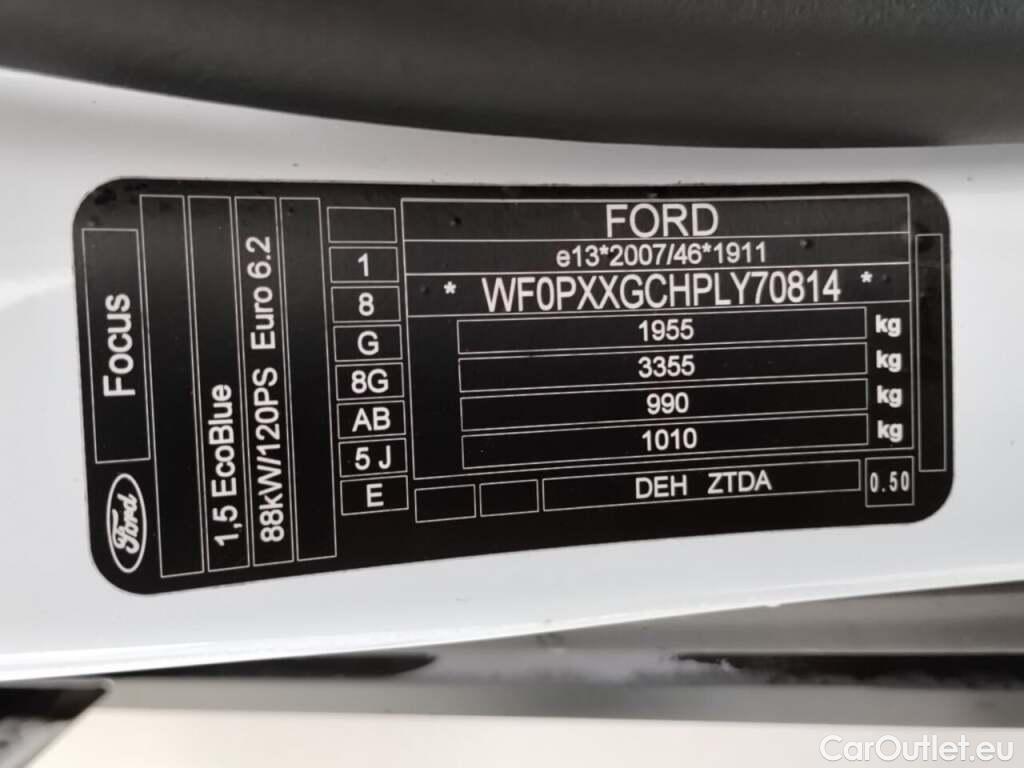 Ford
Focus
1,5 EcoBlue
88kW/120PS Euro 6.2
1
8
G
8G
AB
5 J
E
FORD
e13*2007/46*1911
* WF0PXXGCHPLY70814 *
1955 kg
3355 kg
990 kg
1010 kg
DEH ZTDA
0.50
CarOutlet.eu